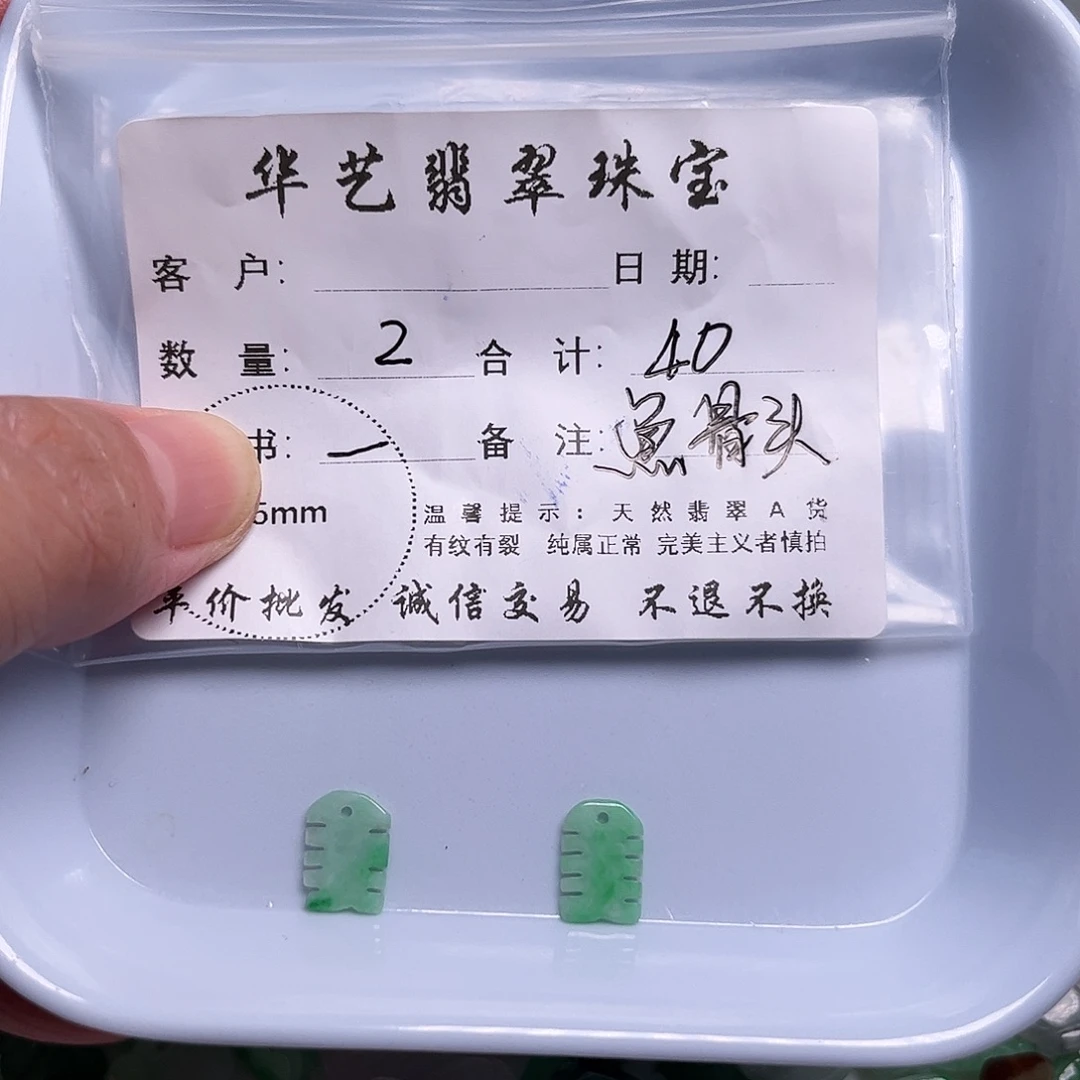 华艺翡翠珠宝
客 户: 日 期:
数 量: 2 合 计: 40
书: 一 备 注: 鱼骨头
5mm 温馨提示: 天然翡翠A货
有纹有裂 纯属正常 完美主义者慎拍
平价批发 诚信交易 不退不换